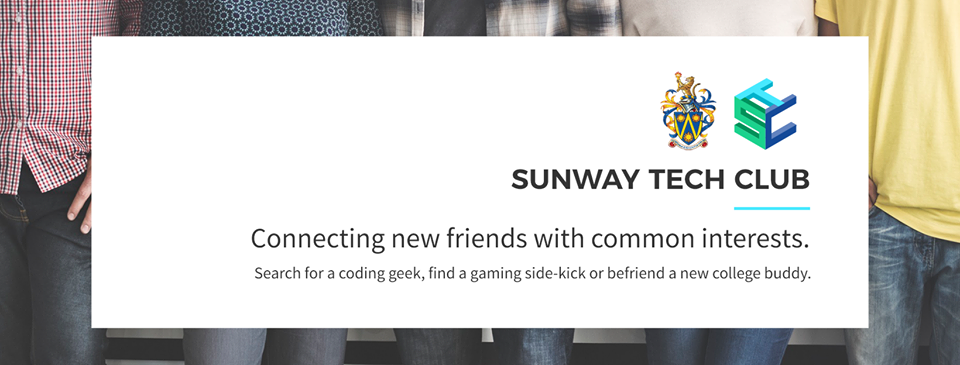 SUNWAY TECH CLUB
Connecting new friends with common interests.
Search for a coding geek, find a gaming side-kick or befriend a new college buddy.